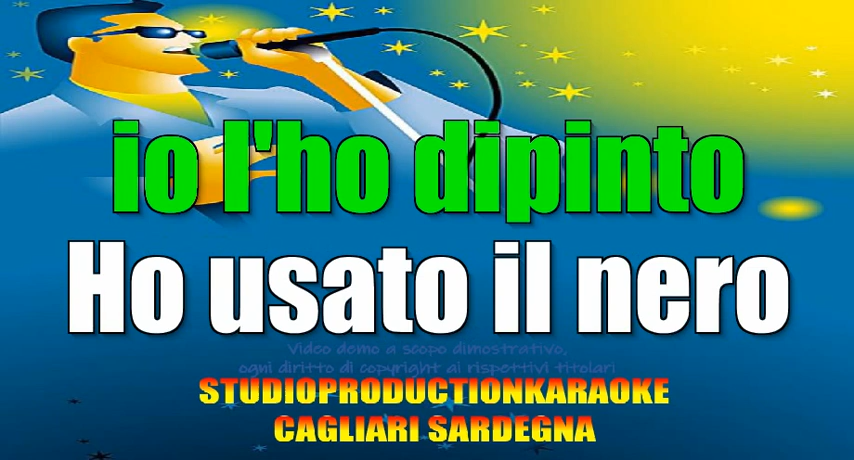 io l'ho dipinto
Ho usato il nero
Video demo a scopo dimostrativo,
ogni diritto di copyright ai rispettivi titolari
STUDIOPRODUCTIONKARAOKE
CAGLIARI SARDEGNA